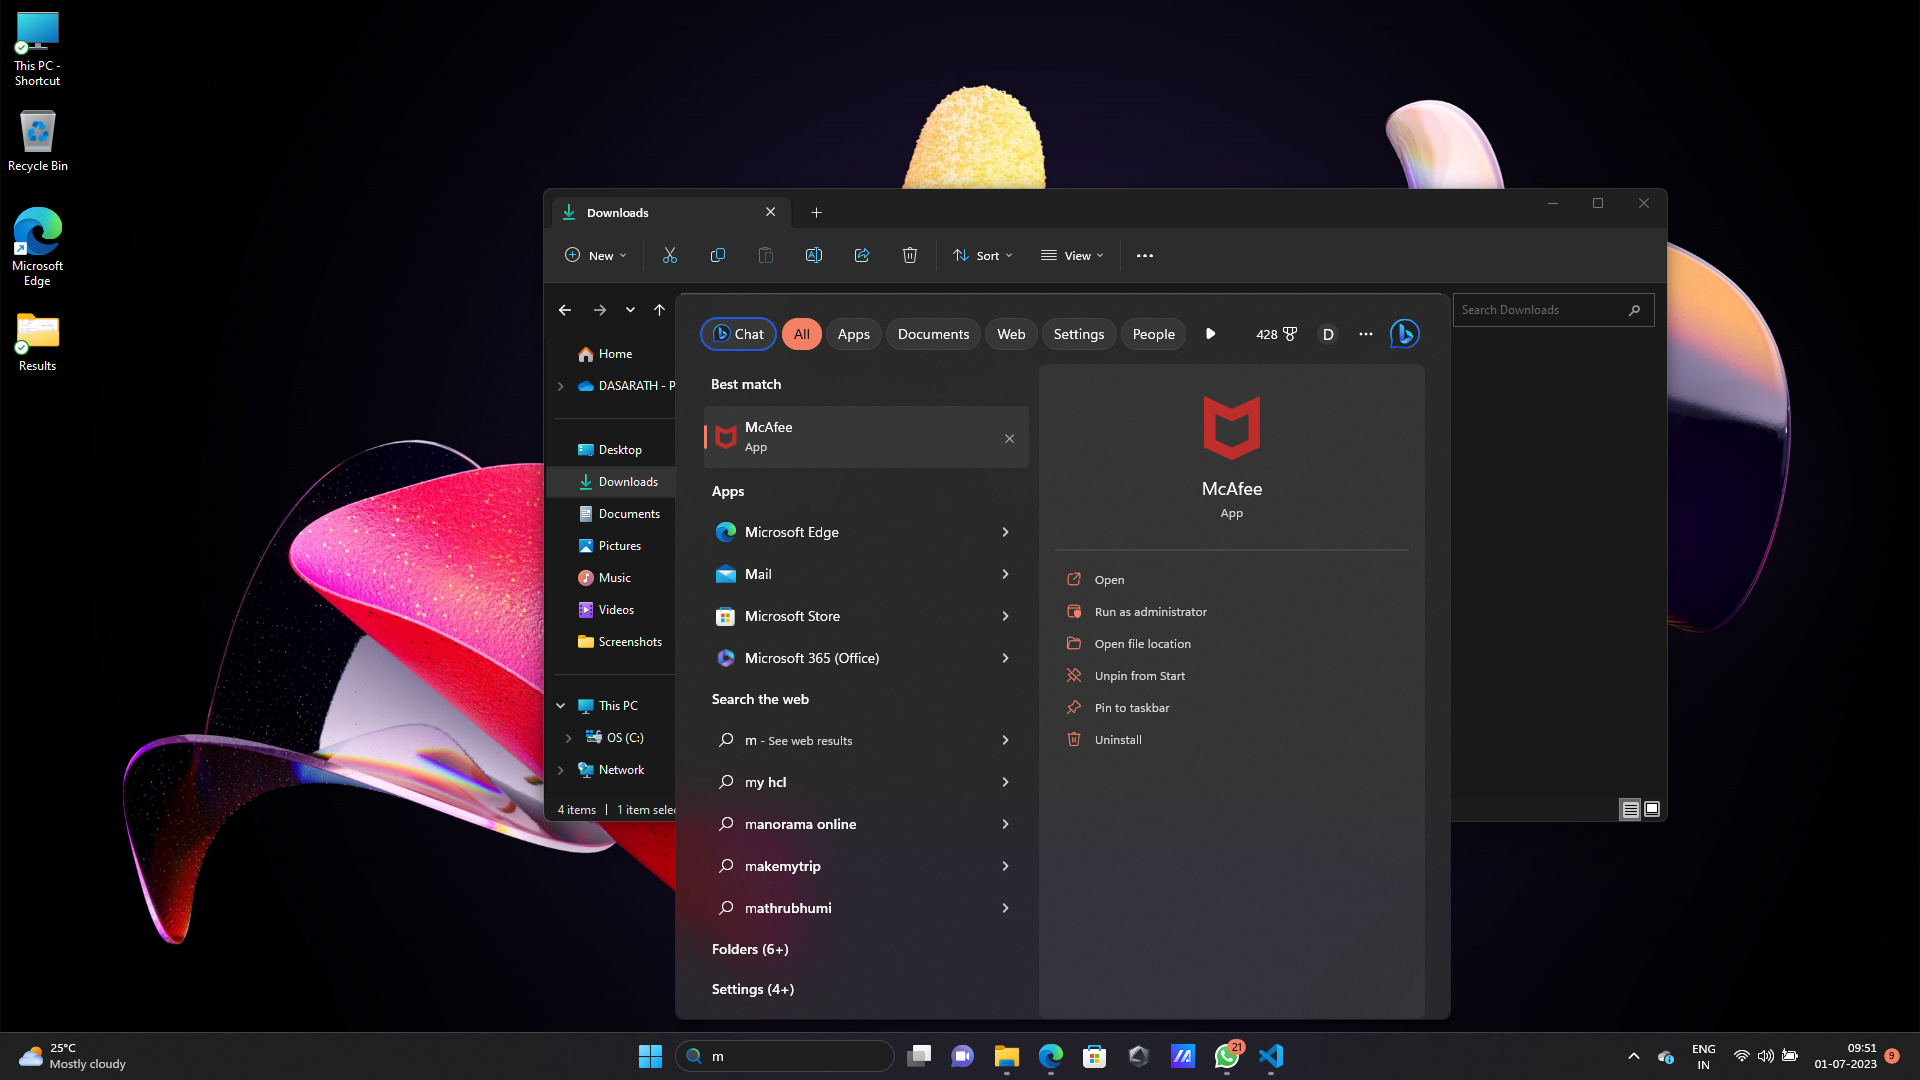 This PC -
Shortcut
Recycle Bin
Microsoft
Edge
Results
Downloads
New
Sort
View
Search Downloads
Home
DASARATH - P
Desktop
Downloads
Documents
Pictures
Music
Videos
Screenshots
This PC
OS (C:)
Network
4 items
1 item selec
Chat
All
Apps
Documents
Web
Settings
People
428
D
Best match
McAfee
App
Apps
Microsoft Edge
Mail
Microsoft Store
Microsoft 365 (Office)
Search the web
m - See web results
my hcl
manorama online
makemytrip
mathrubhumi
Folders (6+)
Settings (4+)
McAfee
App
Open
Run as administrator
Open file location
Unpin from Start
Pin to taskbar
Uninstall
25°C
Mostly cloudy
m
21
ENG
IN
09:51
01-07-2023
9